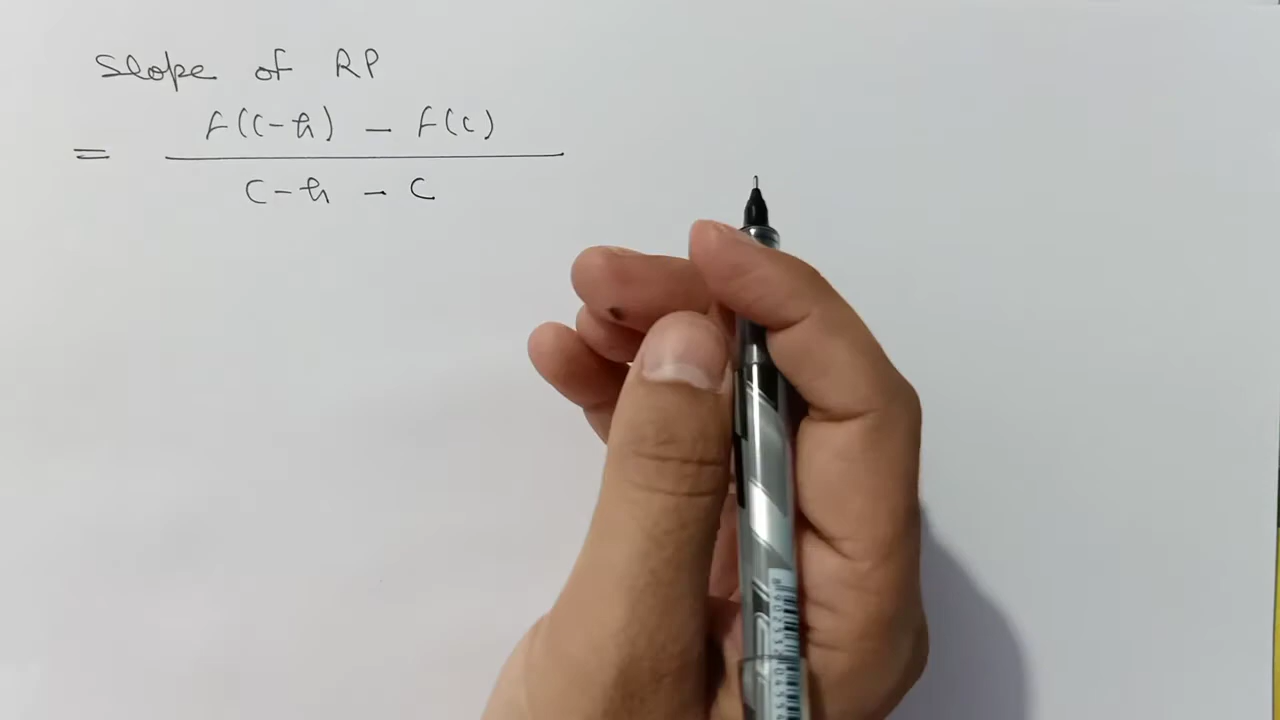 Slope of RP
= f(c-h) - f(c)
c-h - c